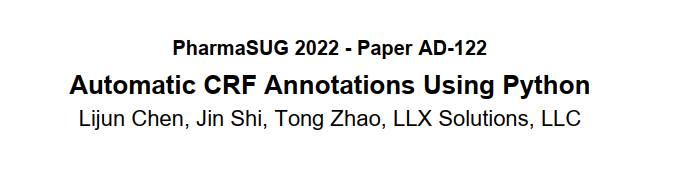 PharmaSUG 2022 - Paper AD-122
Automatic CRF Annotations Using Python
Lijun Chen, Jin Shi, Tong Zhao, LLX Solutions, LLC